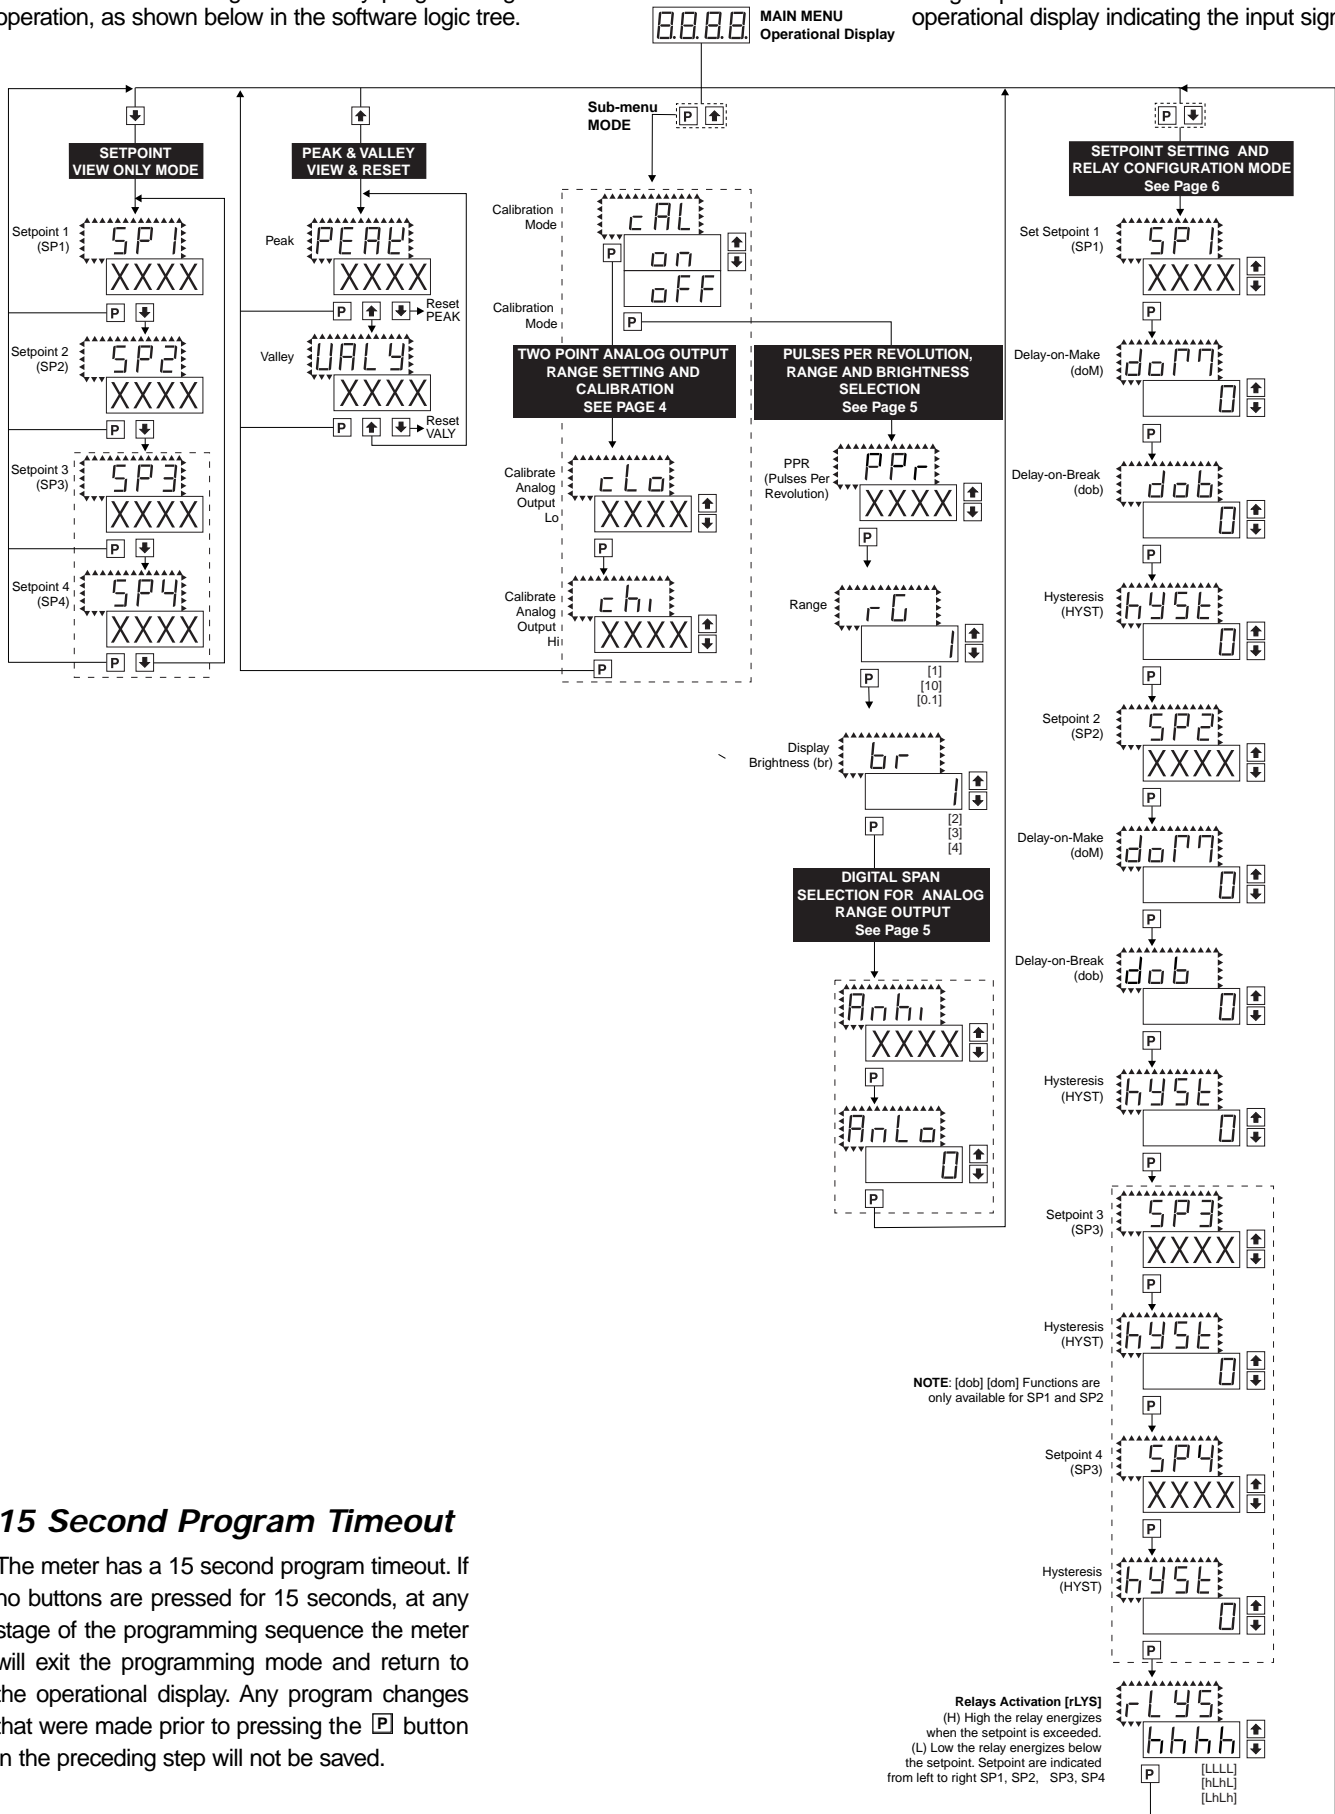 operation, as shown below in the software logic tree.
8.8.8.8.
MAIN MENU
Operational Display
operational display indicating the input sign
Sub-menu
MODE
P
P
SETPOINT
VIEW ONLY MODE
Setpoint 1
(SP1)
SP1
XXXX
P
Setpoint 2
(SP2)
SP2
XXXX
P
Setpoint 3
(SP3)
SP3
XXXX
P
Setpoint 4
(SP4)
SP4
XXXX
P
PEAK & VALLEY
VIEW & RESET
Peak
PEAK
XXXX
P
Reset
PEAK
Valley
VALY
XXXX
P
Reset
VALY
Calibration
Mode
cAL
P
on
oFF
Calibration
Mode
P
TWO POINT ANALOG OUTPUT
RANGE SETTING AND
CALIBRATION
SEE PAGE 4
Calibrate
Analog
Output
Lo
cLo
XXXX
P
Calibrate
Analog
Output
Hi
chi
XXXX
P
PULSES PER REVOLUTION,
RANGE AND BRIGHTNESS
SELECTION
See Page 5
PPR
(Pulses Per
Revolution)
PPr
XXXX
P
Range
rG
1
P
[1]
[10]
[0.1]
Display
Brightness (br)
br
1
P
[2]
[3]
[4]
DIGITAL SPAN
SELECTION FOR ANALOG
RANGE OUTPUT
See Page 5
Anhi
XXXX
P
AnLo
0
P
SETPOINT SETTING AND
RELAY CONFIGURATION MODE
See Page 6
Set Setpoint 1
(SP1)
SP1
XXXX
P
Delay-on-Make
(doM)
doM
0
P
Delay-on-Break
(dob)
dob
0
P
Hysteresis
(HYST)
hYSt
0
P
Setpoint 2
(SP2)
SP2
XXXX
P
Delay-on-Make
(doM)
doM
0
P
Delay-on-Break
(dob)
dob
0
P
Hysteresis
(HYST)
hYSt
0
P
Setpoint 3
(SP3)
SP3
XXXX
P
Hysteresis
(HYST)
hYSt
0
NOTE: [dob] [dom] Functions are
only available for SP1 and SP2
P
Setpoint 4
(SP3)
SP4
XXXX
P
Hysteresis
(HYST)
hYSt
0
P
Relays Activation [rLYS]
(H) High the relay energizes
when the setpoint is exceeded.
(L) Low the relay energizes below
the setpoint. Setpoint are indicated
from left to right SP1, SP2, SP3, SP4
rLYS
hhhh
P
[LLLL]
[hLhL]
[LhLh]
15 Second Program Timeout
The meter has a 15 second program timeout. If
no buttons are pressed for 15 seconds, at any
stage of the programming sequence the meter
will exit the programming mode and return to
the operational display. Any program changes
that were made prior to pressing the P button
in the preceding step will not be saved.